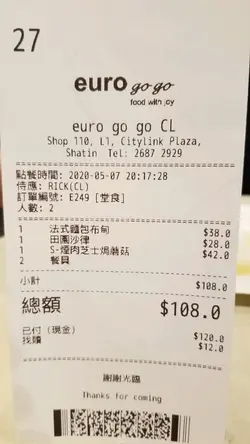 27
euro go go
food with joy
euro go go CL
Shop 110, L1, Citylink Plaza,
Shatin Tel: 2687 2929
點餐時間: 2020-05-07 20:17:28
侍應: RICK(CL)
訂單編號: E249 [堂食]
人數: 2
1 法式麵包布甸 $38.0
1 田園沙律 $28.0
1 S-煙肉芝士焗蘑菇 $42.0
2 餐具
小計 $108.0
總額 $108.0
已付 (現金) $120.0
找贖 $12.0
謝謝光臨
Thanks for coming